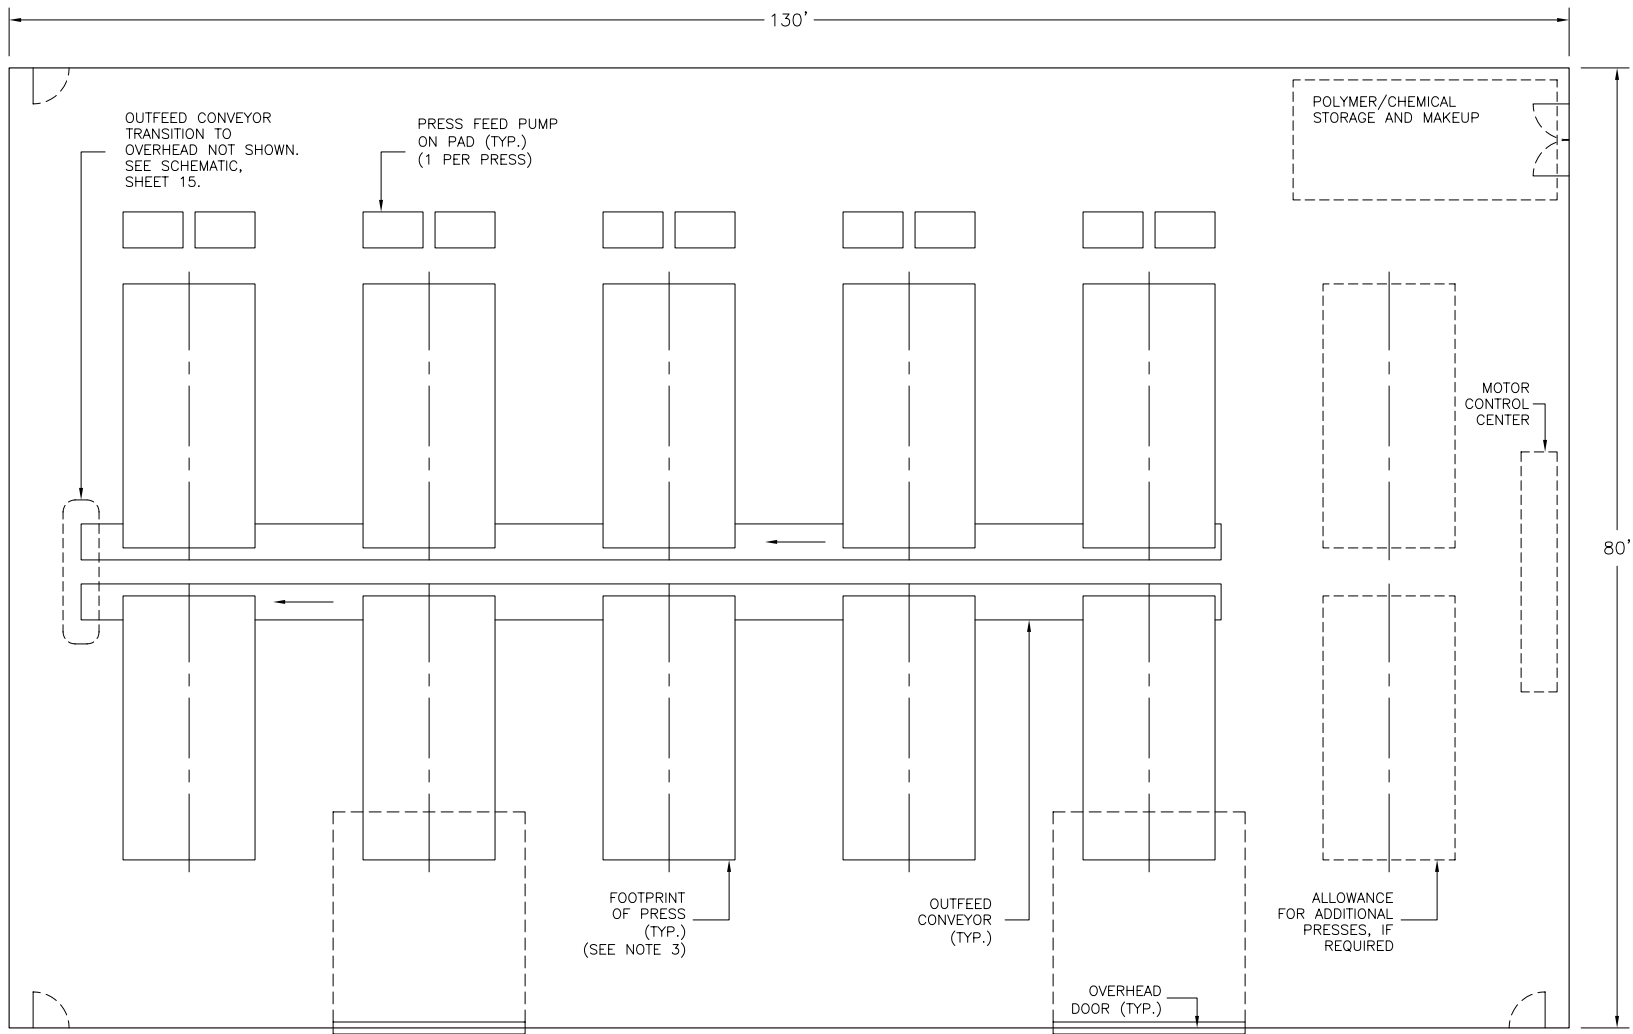 130'
OUTFEED CONVEYOR
TRANSITION TO
OVERHEAD NOT SHOWN.
SEE SCHEMATIC,
SHEET 15.
PRESS FEED PUMP
ON PAD (TYP.)
(1 PER PRESS)
POLYMER/CHEMICAL
STORAGE AND MAKEUP
MOTOR
CONTROL
CENTER
80'
FOOTPRINT
OF PRESS
(TYP.)
(SEE NOTE 3)
OUTFEED
CONVEYOR
(TYP.)
ALLOWANCE
FOR ADDITIONAL
PRESSES, IF
REQUIRED
OVERHEAD
DOOR (TYP.)